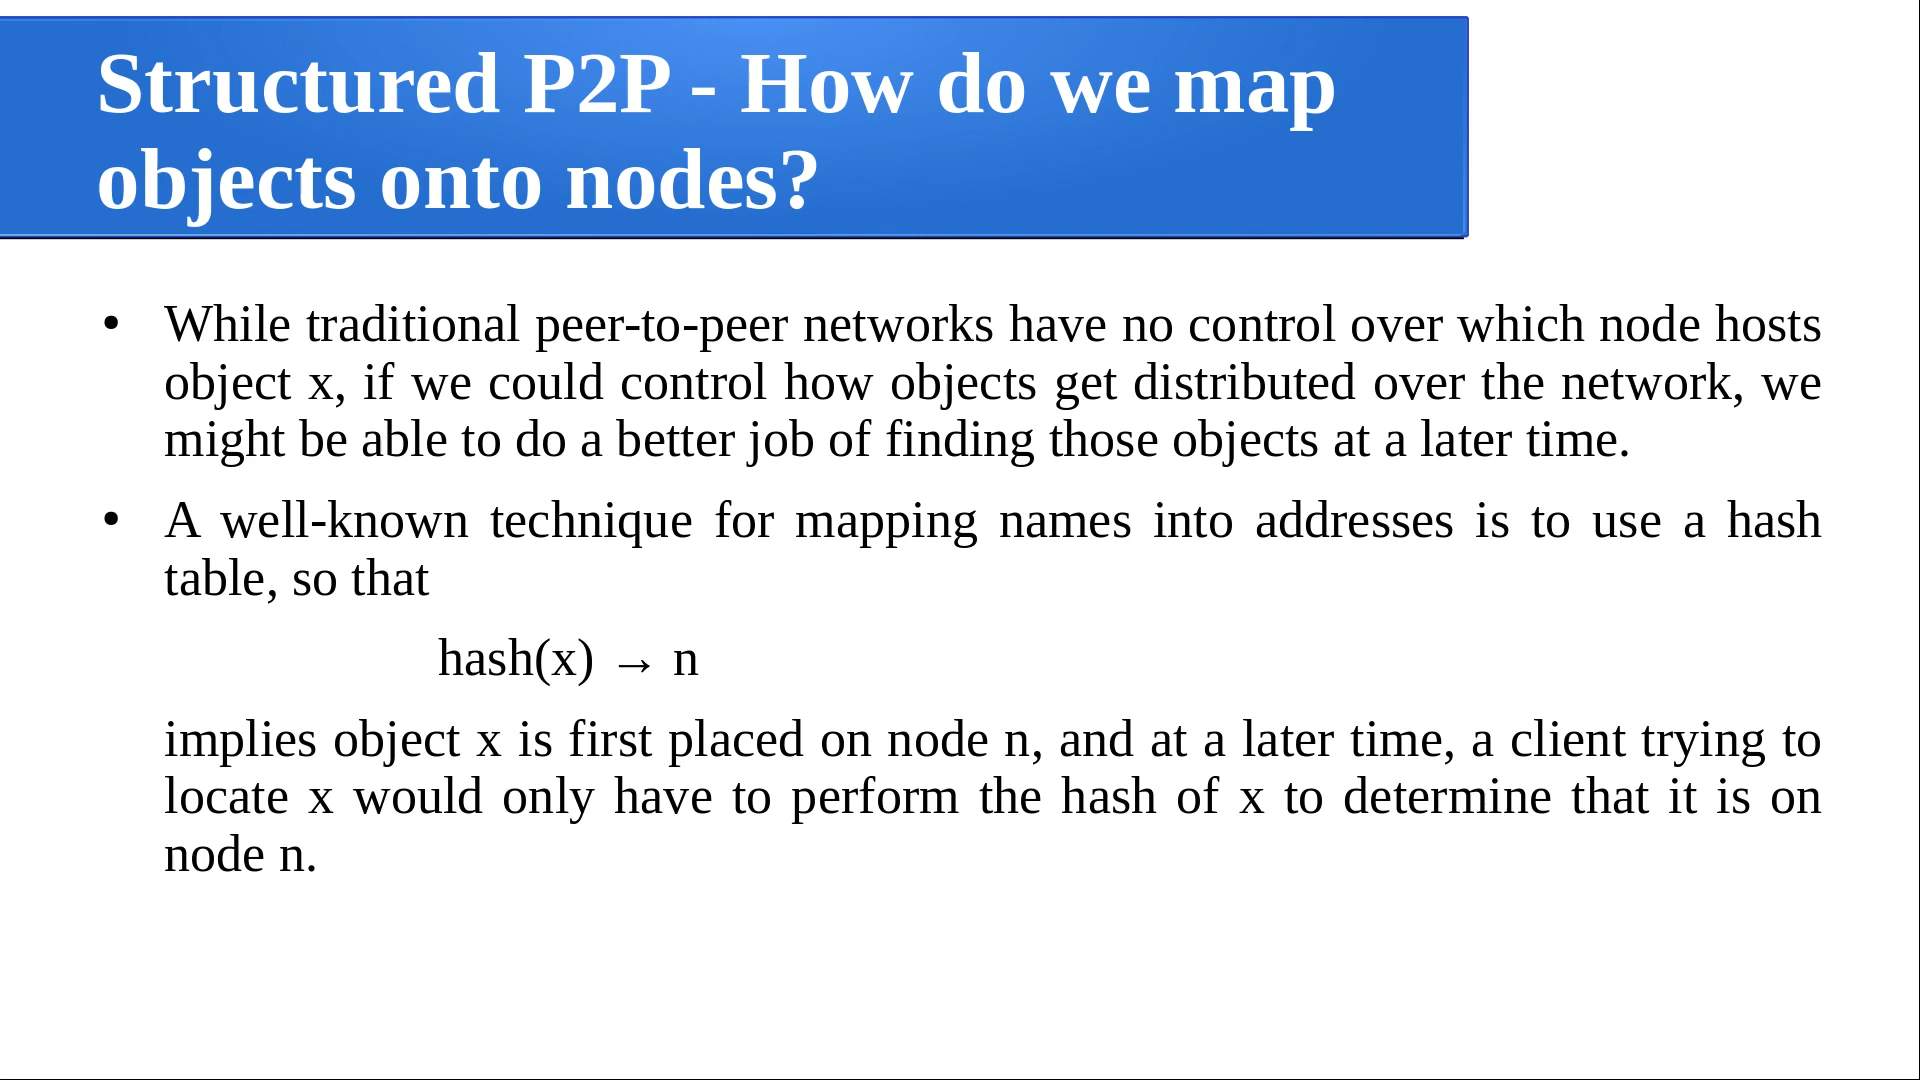 Structured P2P - How do we map
objects onto nodes?
• While traditional peer-to-peer networks have no control over which node hosts
object x, if we could control how objects get distributed over the network, we
might be able to do a better job of finding those objects at a later time.
• A well-known technique for mapping names into addresses is to use a hash
table, so that
hash(x) → n
implies object x is first placed on node n, and at a later time, a client trying to
locate x would only have to perform the hash of x to determine that it is on
node n.